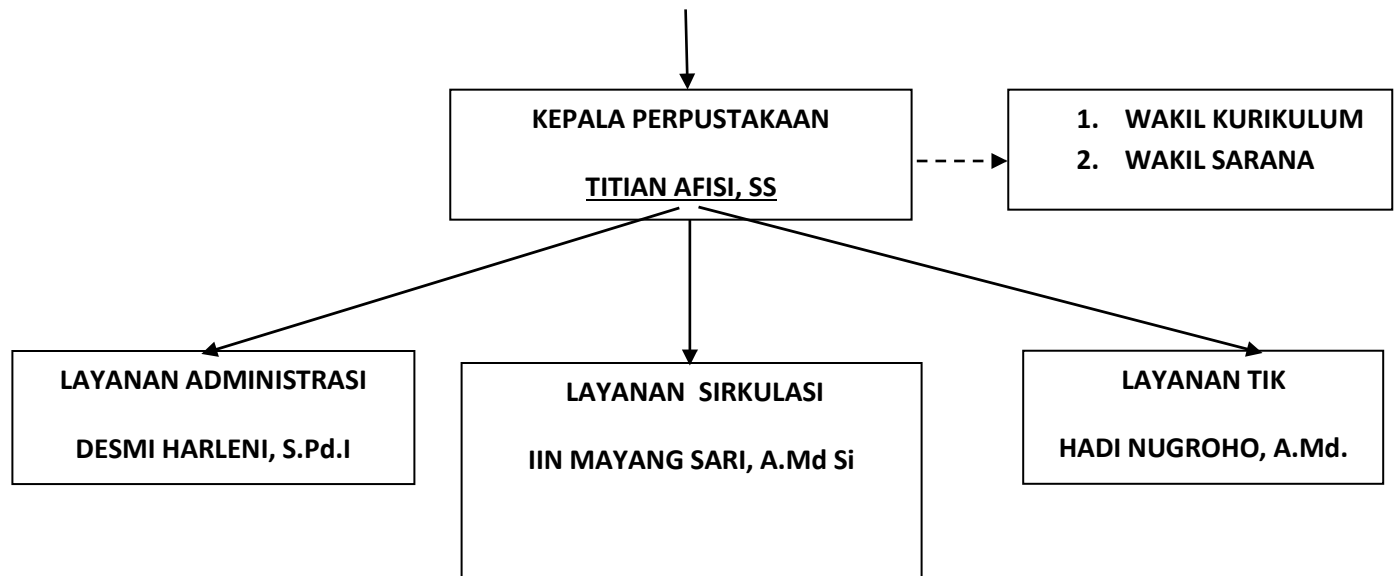 KEPALA PERPUSTAKAAN
TITIAN AFISI, SS
1. WAKIL KURIKULUM
2. WAKIL SARANA
LAYANAN ADMINISTRASI
DESMI HARLENI, S.Pd.I
LAYANAN SIRKULASI
IIN MAYANG SARI, A.Md Si
LAYANAN TIK
HADI NUGROHO, A.Md.